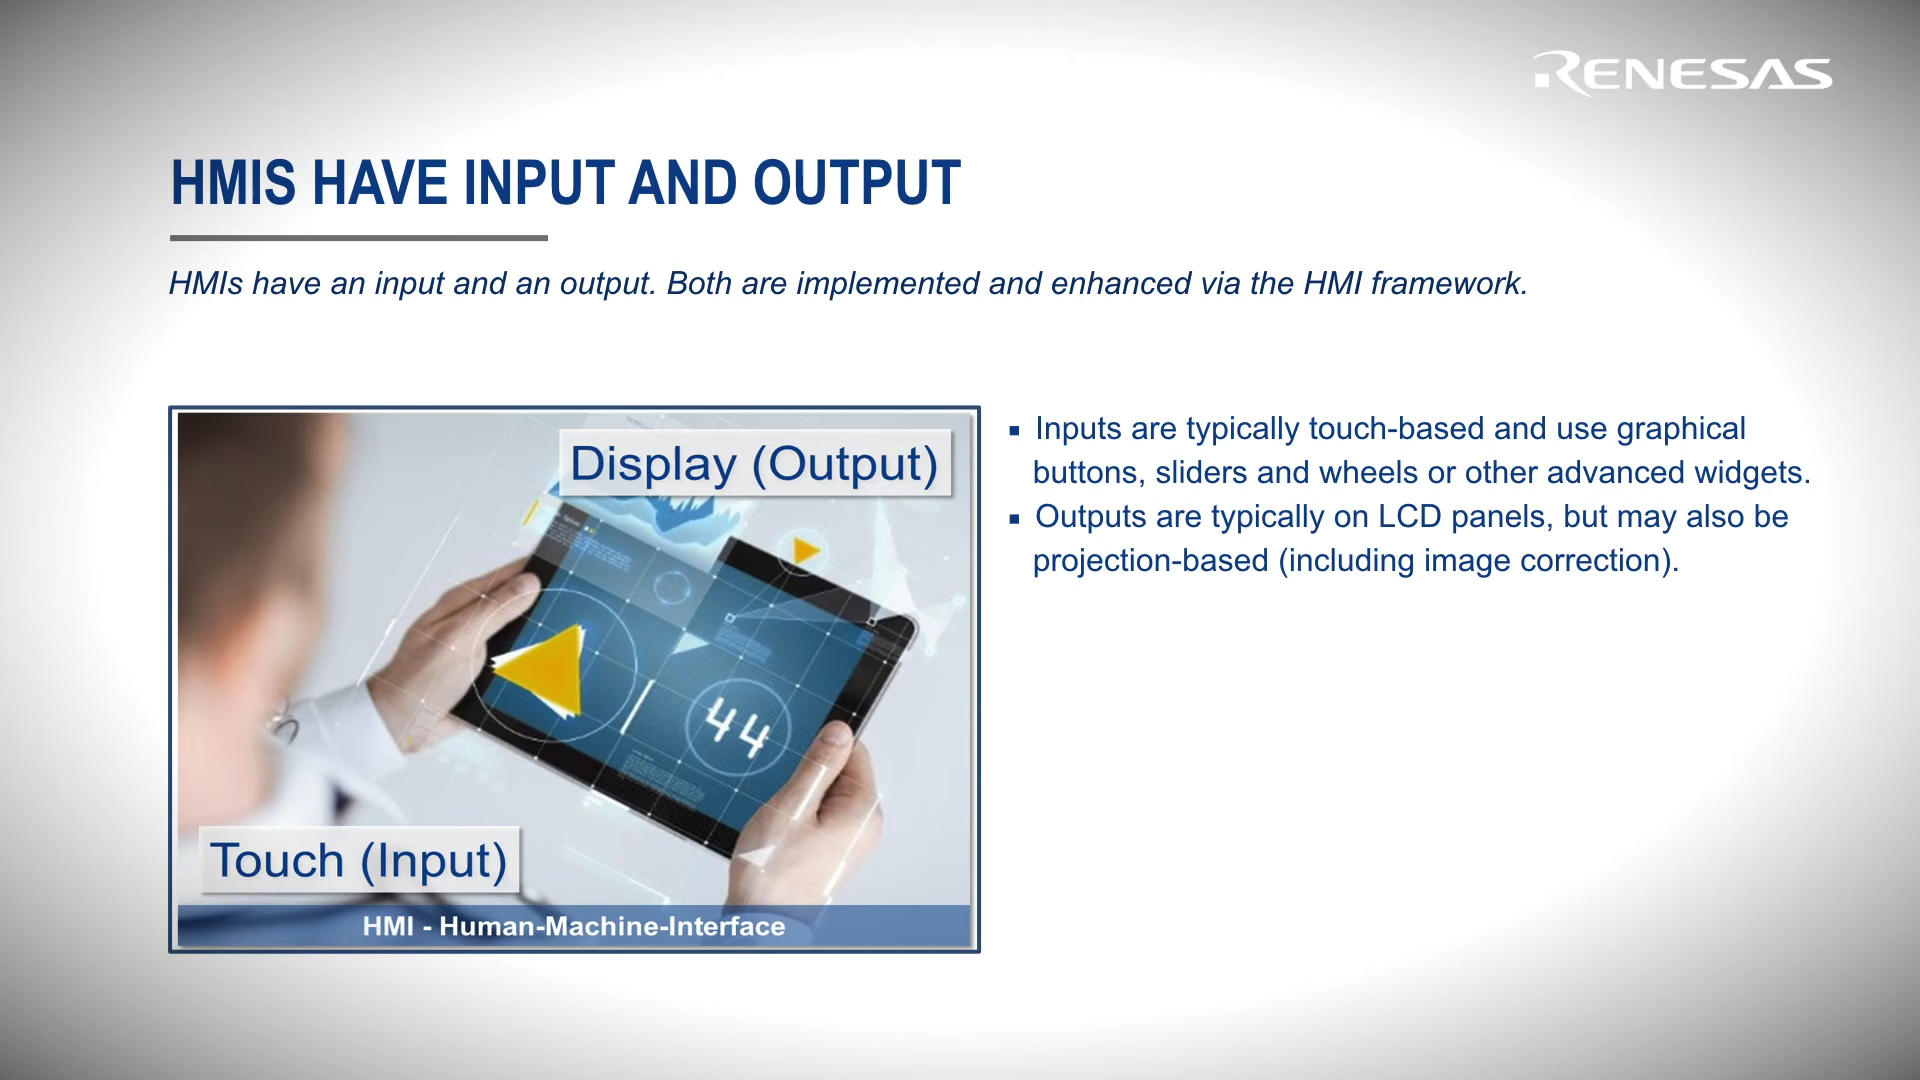 RENESAS
HMIS HAVE INPUT AND OUTPUT
HMIs have an input and an output. Both are implemented and enhanced via the HMI framework.
Display (Output)
44
Touch (Input)
HMI - Human-Machine-Interface
▪ Inputs are typically touch-based and use graphical
buttons, sliders and wheels or other advanced widgets.
▪ Outputs are typically on LCD panels, but may also be
projection-based (including image correction).